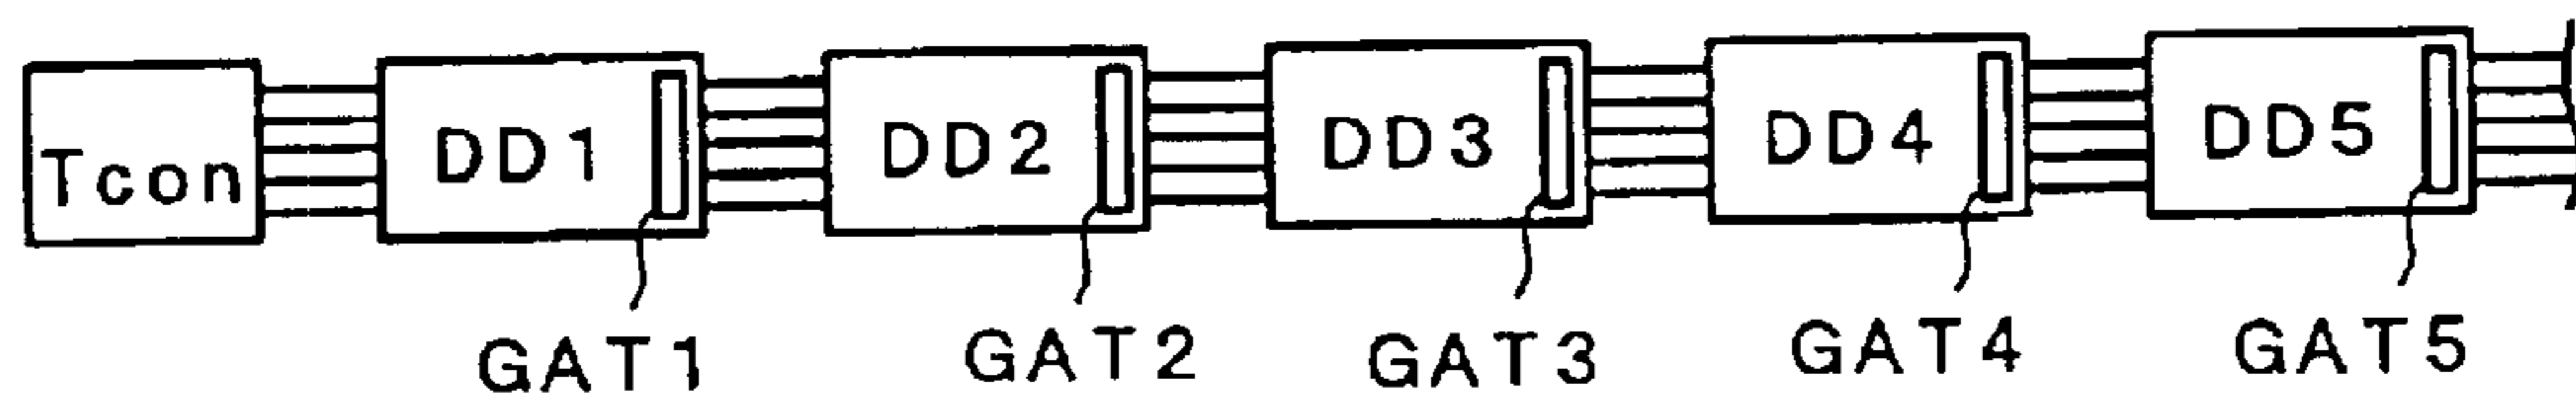 Tcon DD1 DD2 DD3 DD4 DD5
GAT1 GAT2 GAT3 GAT4 GAT5